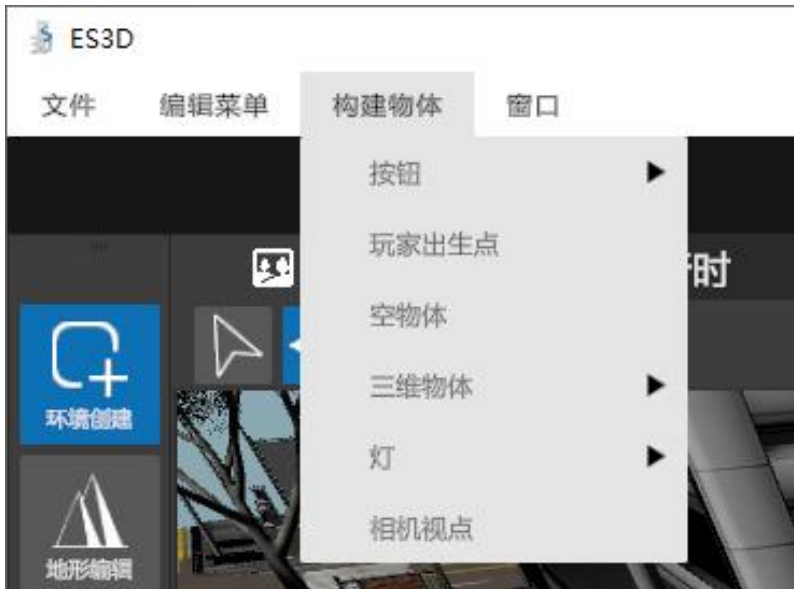 ES3D
文件 编辑菜单 构建物体 窗口
按钮
玩家出生点
时
空物体
三维物体
环境创建
灯
相机视点
地形编辑